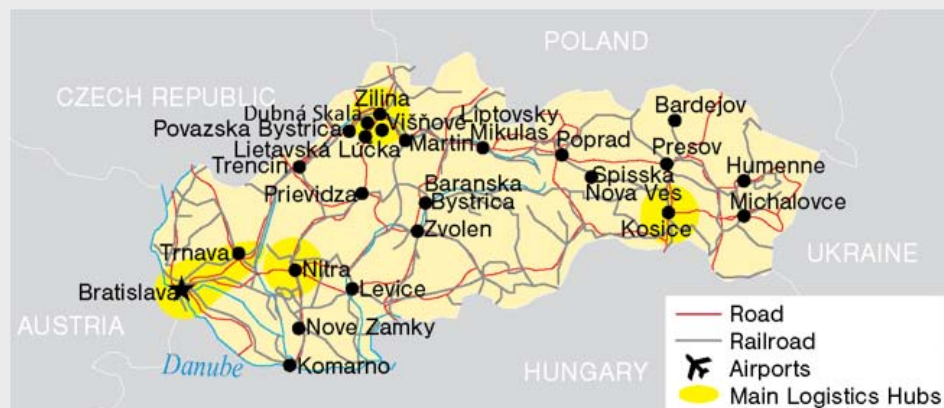 POLAND
CZECH REPUBLIC
Zilina
Dubná Skala
Višňové
Povazska Bystrica
Lietavská Lúčka
Martin
Liptovsky
Mikulas
Bardejov
Trencin
Poprad
Presov
Humenne
Prievidza
Baranska
Bystrica
Spisska
Nova Ves
Michalovce
Zvolen
Kosice
Trnava
UKRAINE
Nitra
Bratislava
Levice
AUSTRIA
Nove Zamky
Danube
Komarno
HUNGARY
Road
Railroad
Airports
Main Logistics Hubs